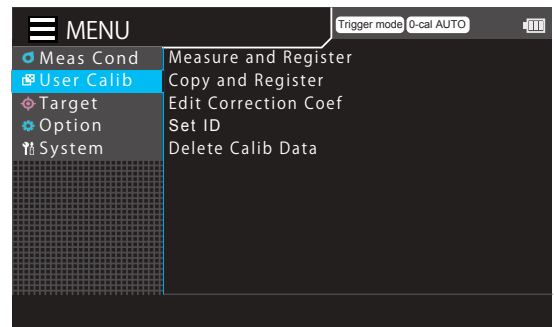 MENU
Trigger mode 0-cal AUTO
Meas Cond
User Calib
Target
Option
System
Measure and Register
Copy and Register
Edit Correction Coef
Set ID
Delete Calib Data